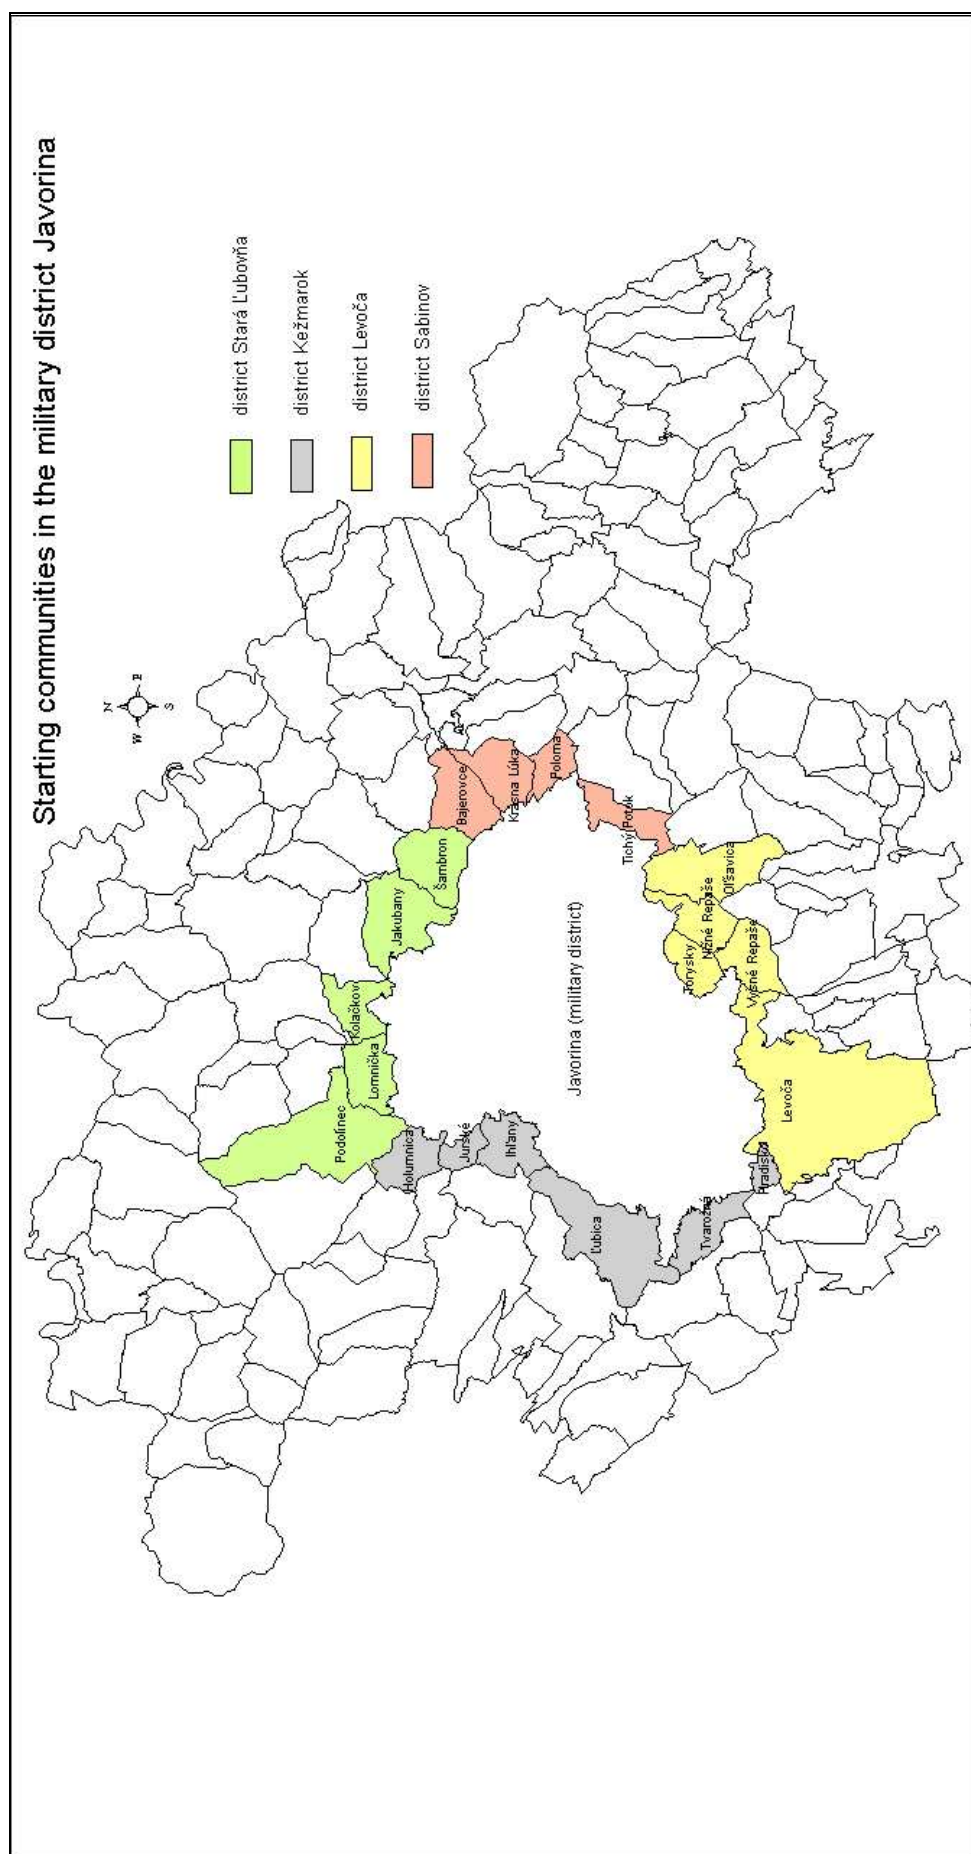 Starting communities in the military district Javorina
N
W
E
S
district Stará Ľubovňa
district Kežmarok
district Levoča
district Sabinov
Podolínec
Lomnička
Kolačkov
Jakubany
Šambron
Bajerovce
Krásna Lúka
Poloma
Holumnica
Jurské
Ihľany
Ľubica
Javorina (military district)
Tichý Potok
Tvarožná
Hradisko
Levoča
Torysky
Nižné Repaše
Vyšné Repaše
Oľšavica